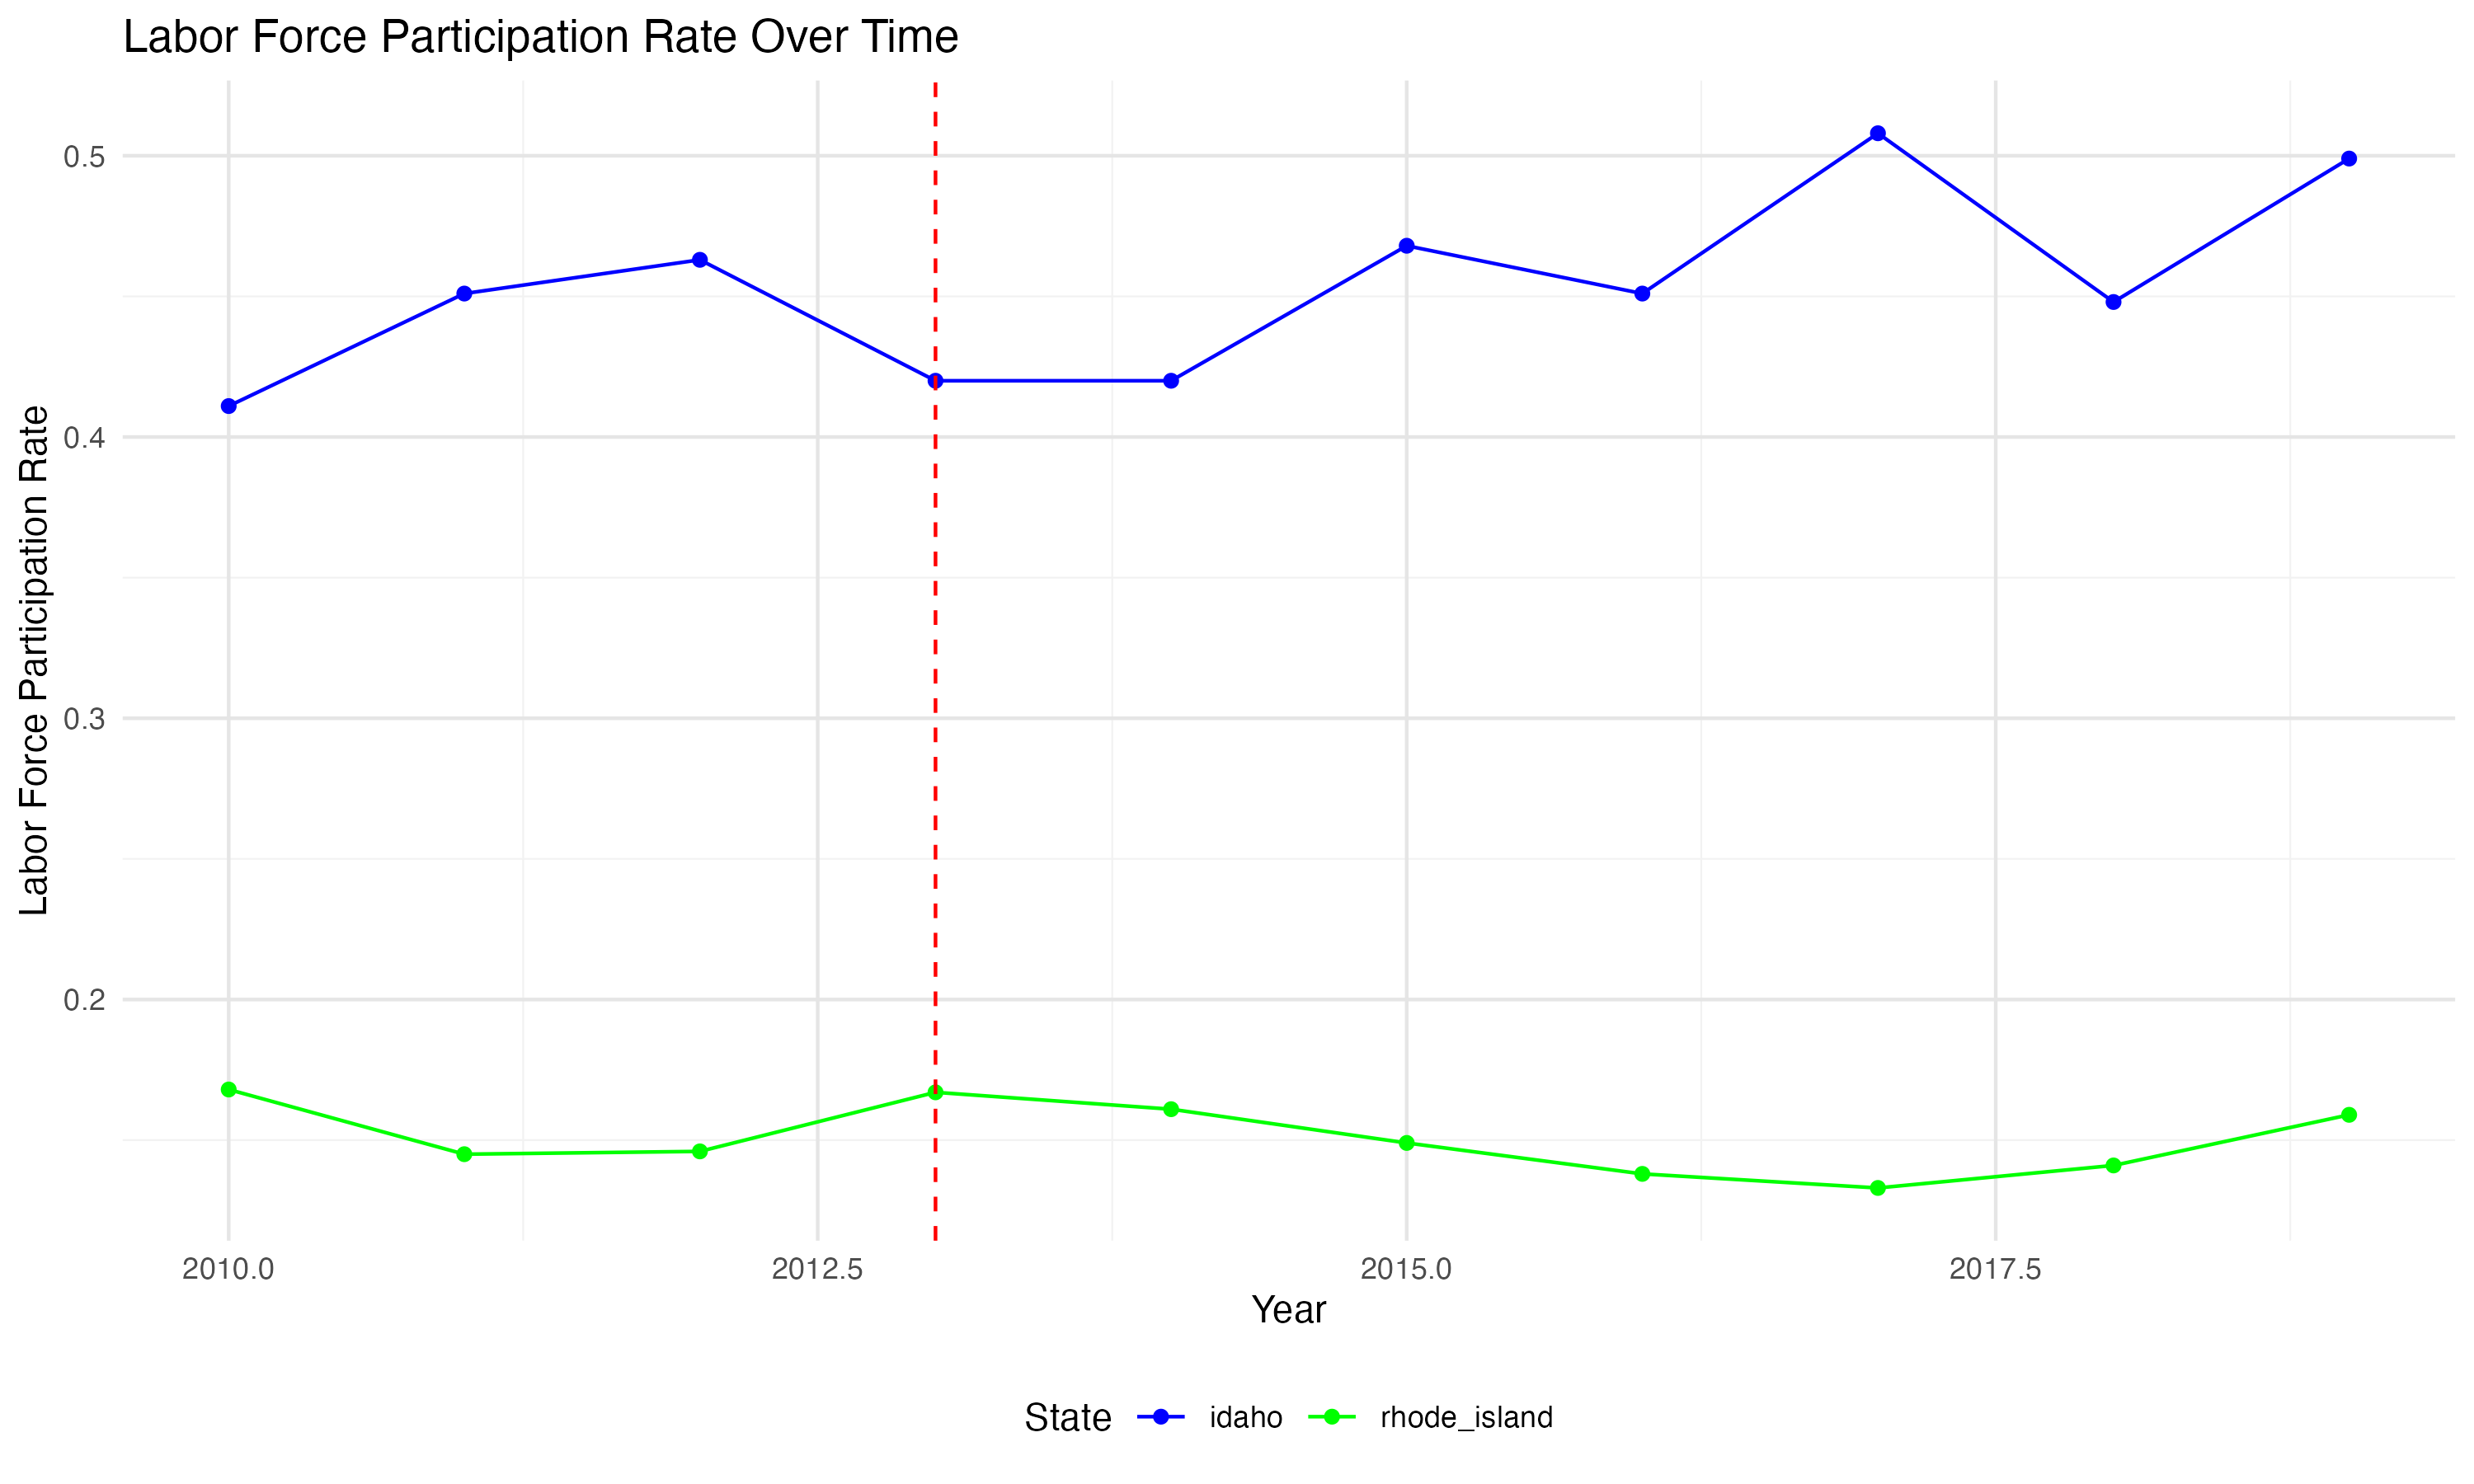 Labor Force Participation Rate Over Time
Labor Force Participation Rate
0.5
0.4
0.3
0.2
2010.0 2012.5 2015.0 2017.5
Year
State idaho rhode_island